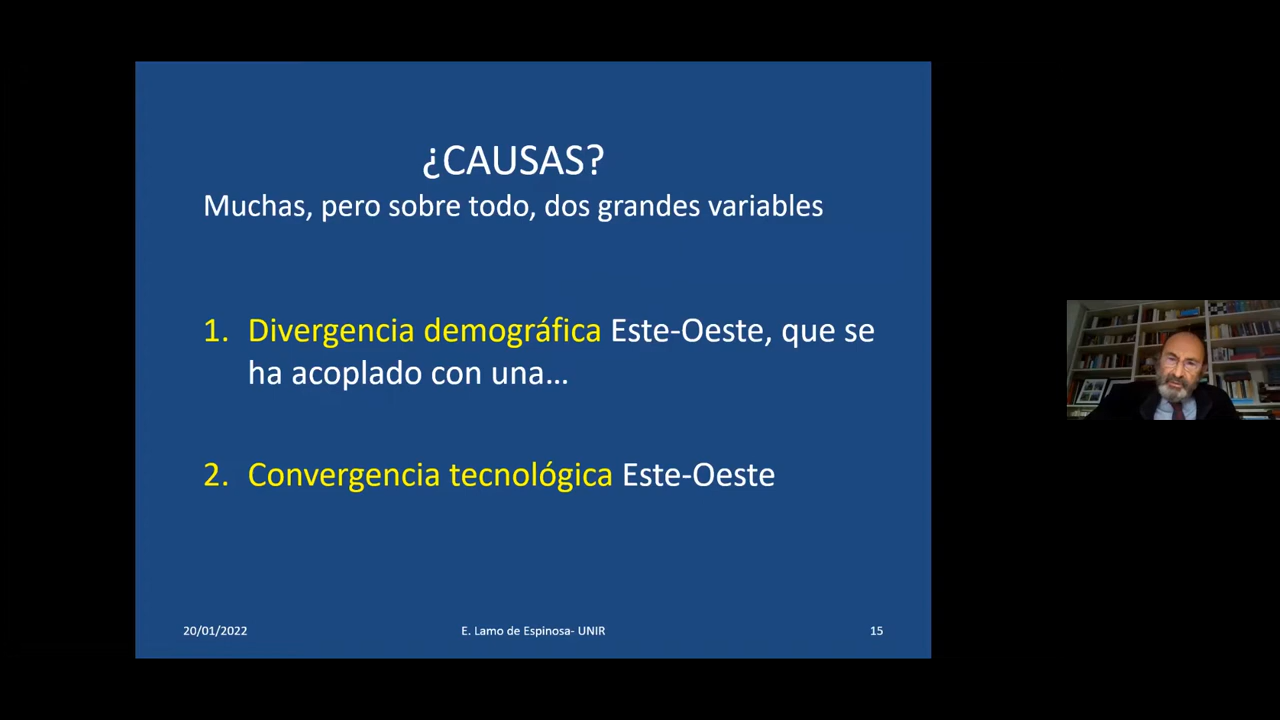 ¿CAUSAS?
Muchas, pero sobre todo, dos grandes variables
1. Divergencia demográfica Este-Oeste, que se
ha acoplado con una…
2. Convergencia tecnológica Este-Oeste
20/01/2022
E. Lamo de Espinosa- UNIR
15